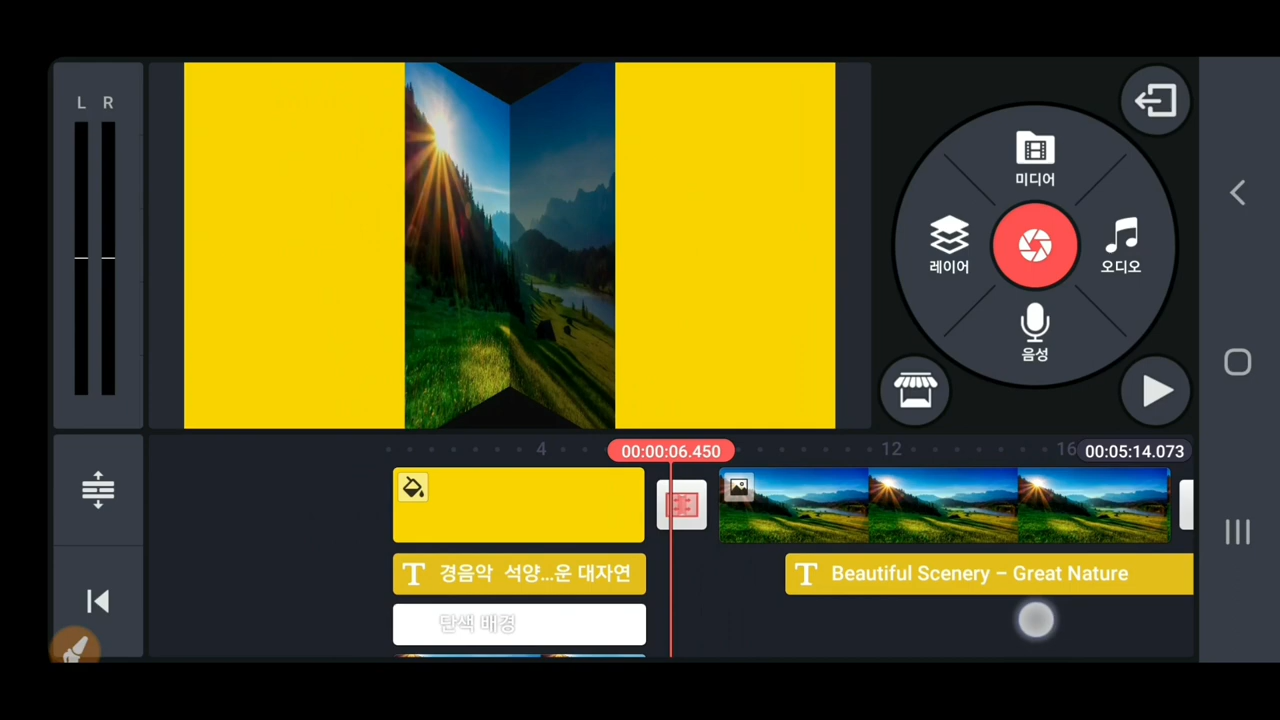 L R
미디어
레이어
오디오
음성
4
00:00:06.450
12
16
00:05:14.073
T 경음악 석양...운 대자연
T Beautiful Scenery – Great Nature
단색 배경